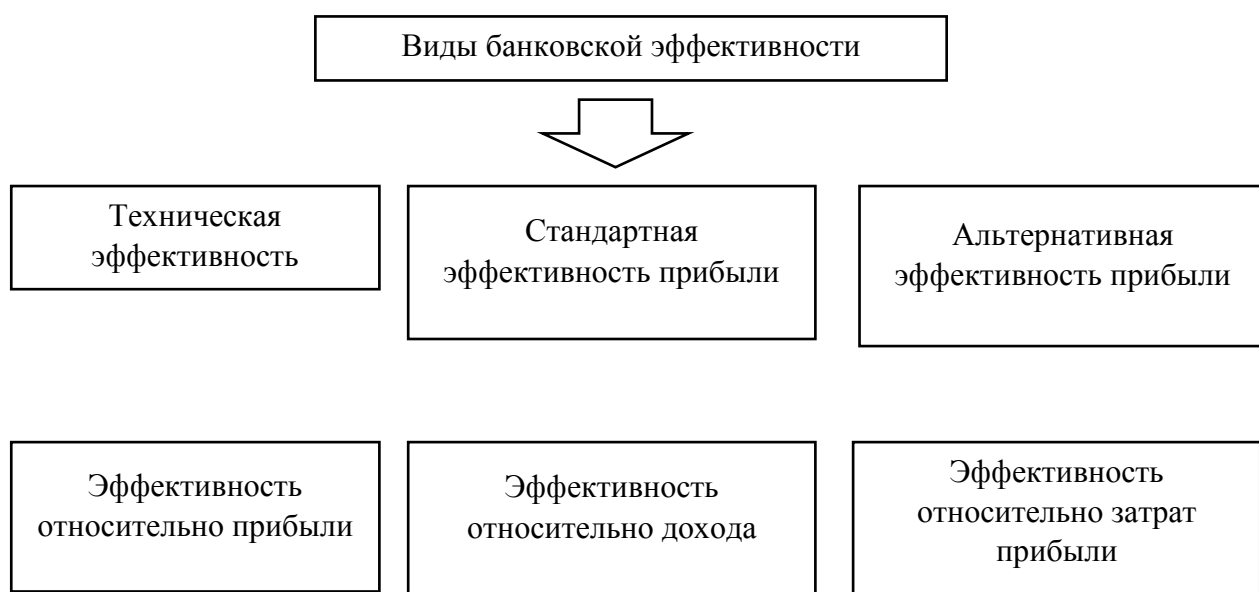 Виды банковской эффективности
Техническая
эффективность
Стандартная
эффективность прибыли
Альтернативная
эффективность прибыли
Эффективность
относительно прибыли
Эффективность
относительно дохода
Эффективность
относительно затрат
прибыли